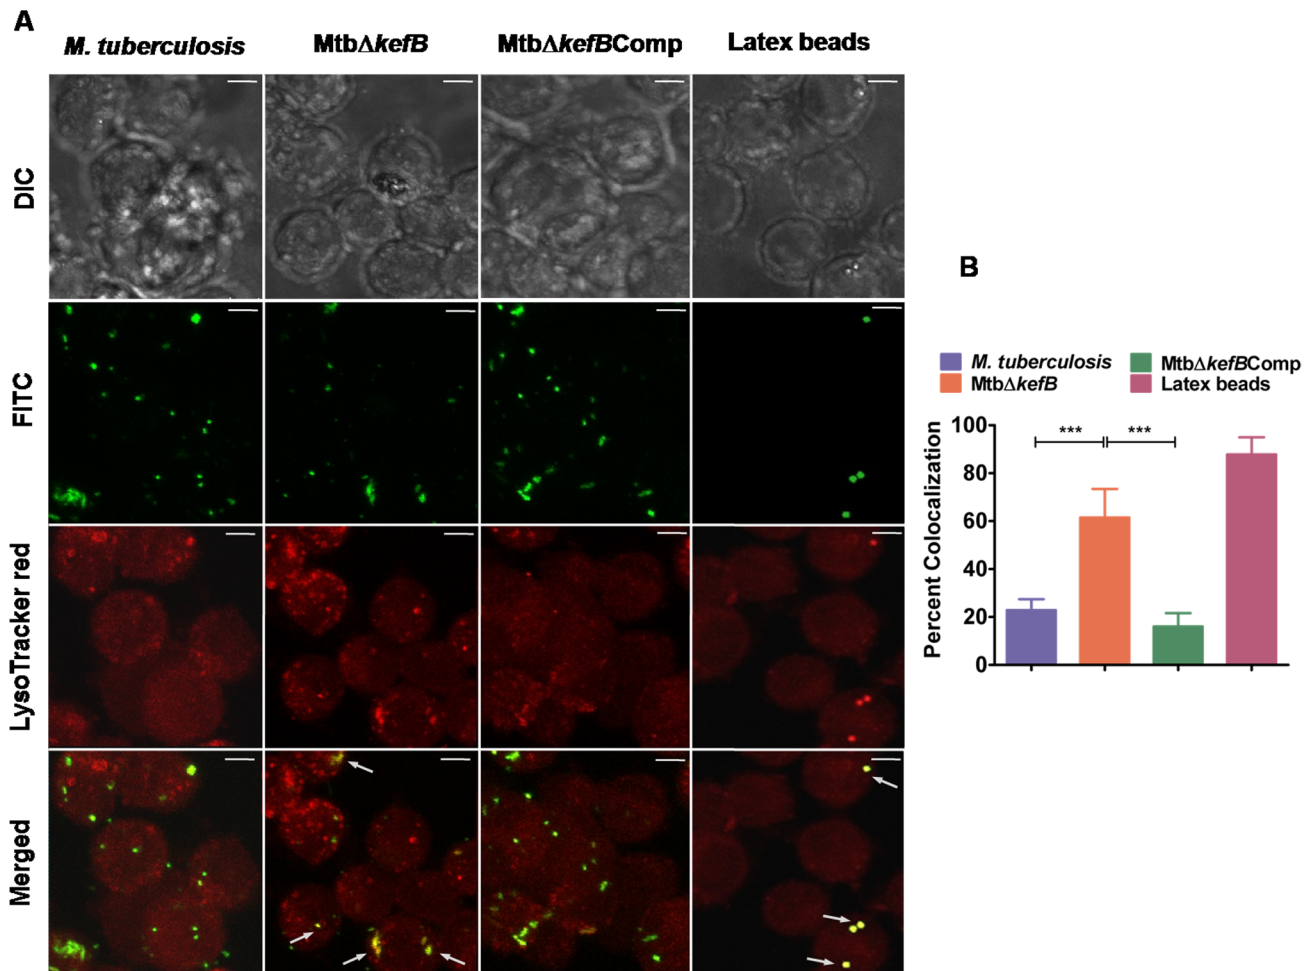 A
M. tuberculosis MtbΔkefB MtbΔkefBComp Latex beads
DIC
FITC
LysoTracker red
Merged
B
M. tuberculosis MtbΔkefBComp
MtbΔkefB Latex beads
Percent Colocalization
100
80
60
40
20
0
*** ***